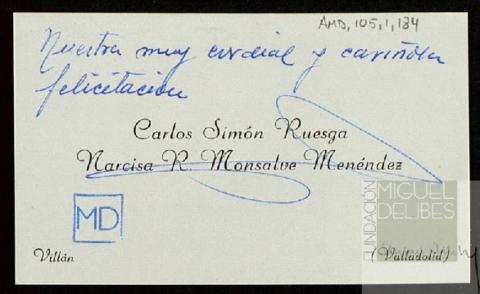 AMD, 105, 1, 134
Nuestra muy cordial y cariñosa
felicitación
Carlos Simón Ruesga
Narcisa R. Monsalve Menéndez
MD
Villán
(Valladolid)
FUNDACIÓN
MIGUEL
DELIBES